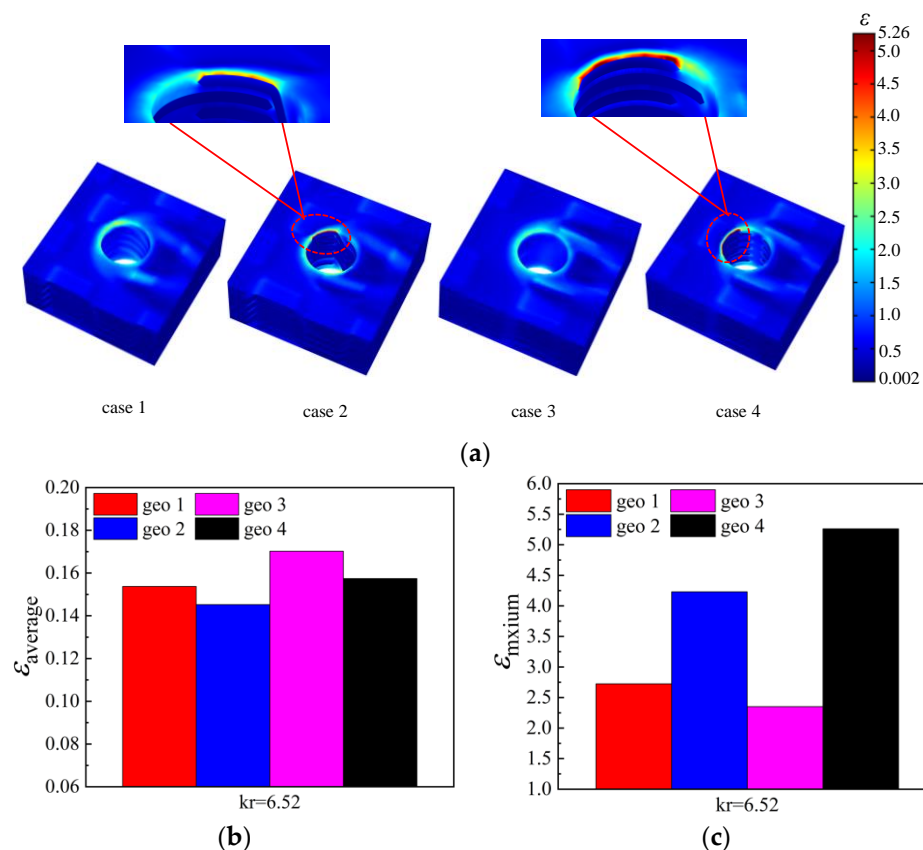 ε
5.26
5.0
4.5
4.0
3.5
3.0
2.5
2.0
1.5
1.0
0.5
0.002
case 1
case 2
case 3
case 4
(a)
0.20
0.18
0.16
0.14
0.12
0.10
0.08
0.06
εaverage
geo 1
geo 3
geo 2
geo 4
kr=6.52
(b)
6.0
5.5
5.0
4.5
4.0
3.5
3.0
2.5
2.0
1.5
1.0
εmxium
geo 1
geo 3
geo 2
geo 4
kr=6.52
(c)